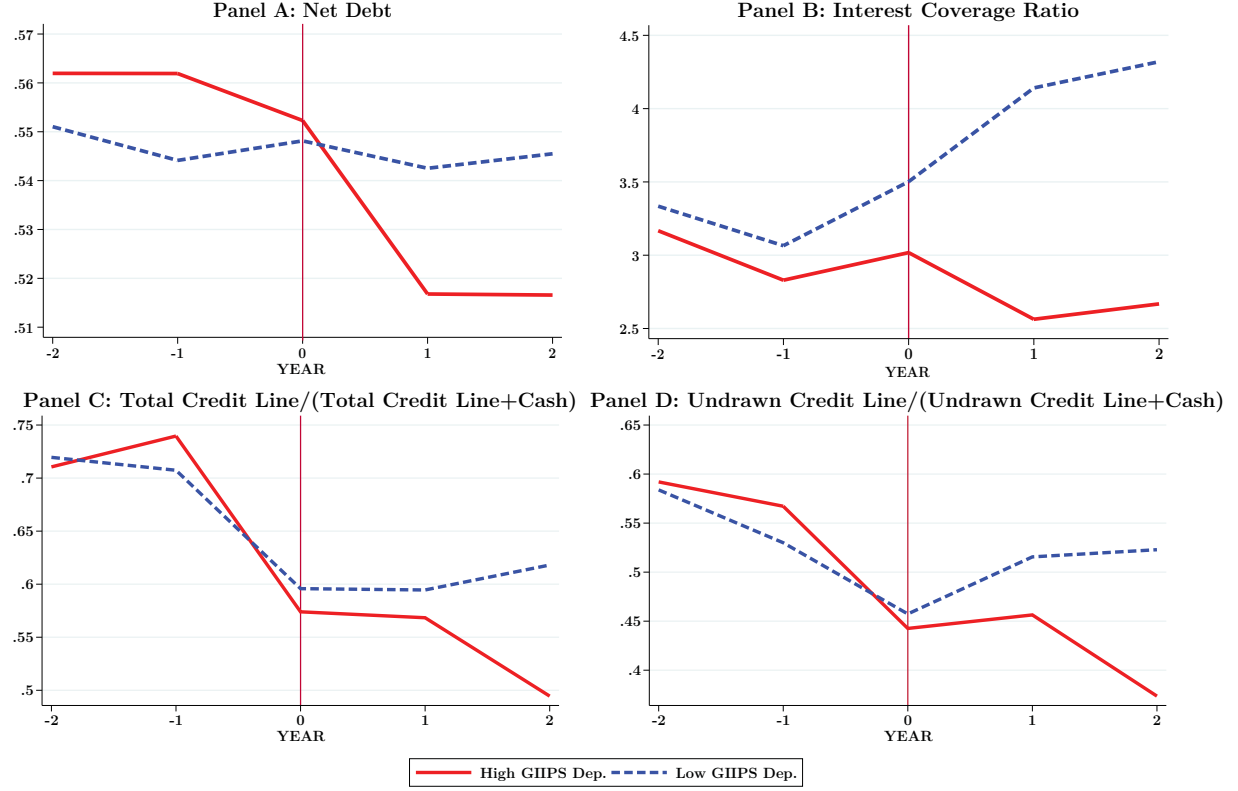 Panel A: Net Debt
.57
.56
.55
.54
.53
.52
.51
-2 -1 0 1 2
YEAR
Panel B: Interest Coverage Ratio
4.5
4
3.5
3
2.5
-2 -1 0 1 2
YEAR
Panel C: Total Credit Line/(Total Credit Line+Cash)
.75
.7
.65
.6
.55
.5
-2 -1 0 1 2
YEAR
Panel D: Undrawn Credit Line/(Undrawn Credit Line+Cash)
.65
.6
.55
.5
.45
.4
-2 -1 0 1 2
YEAR
High GIIPS Dep. Low GIIPS Dep.